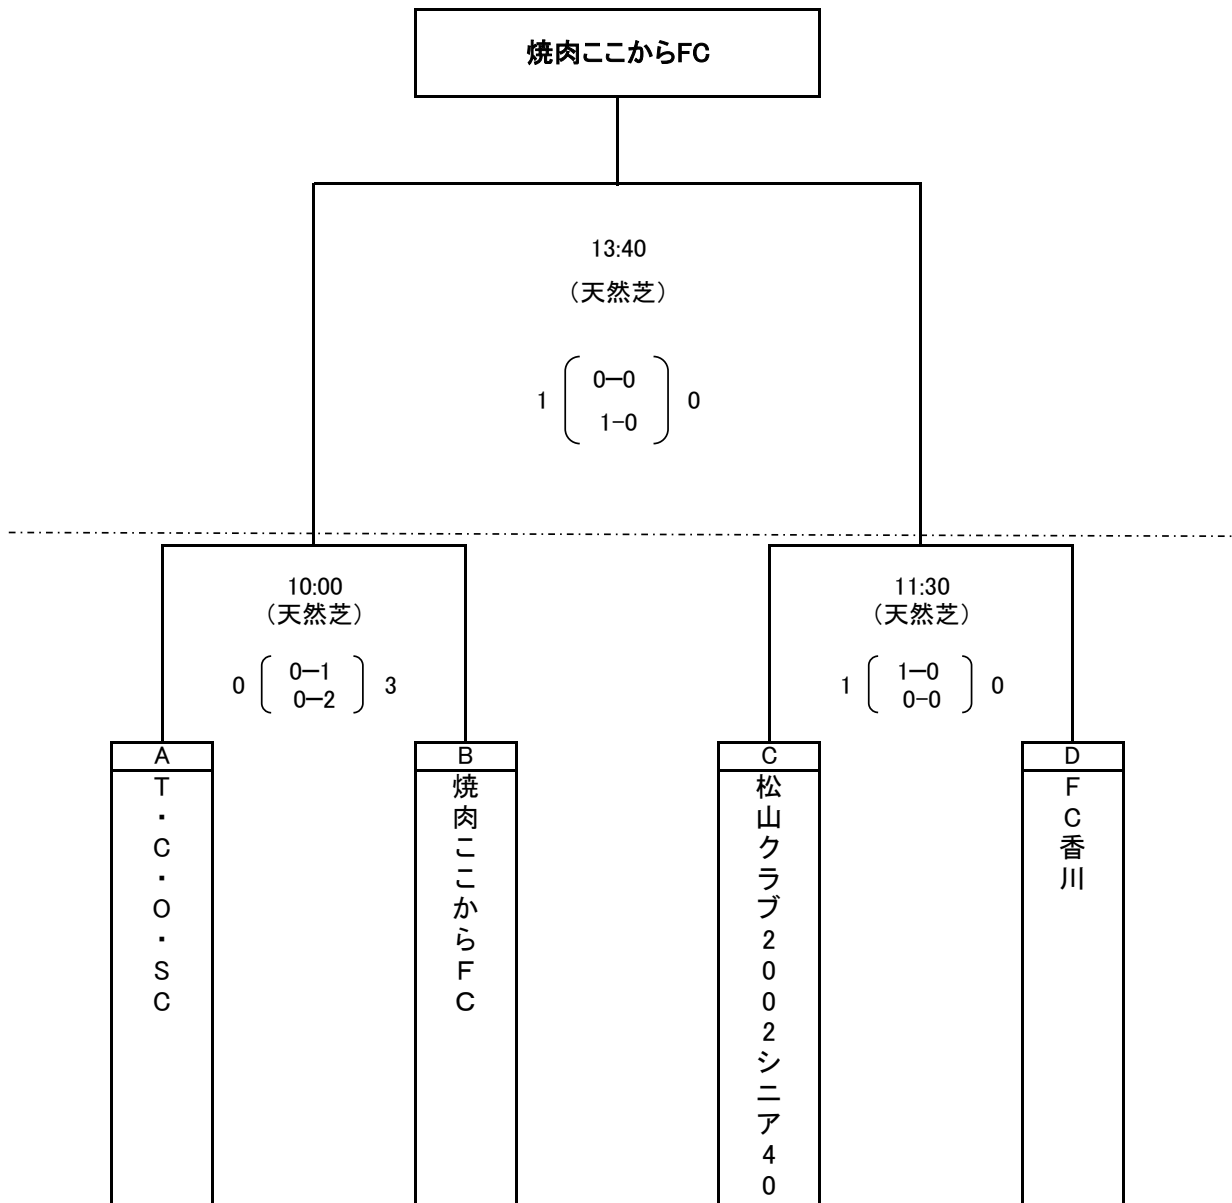 焼肉ここからFC
13:40
（天然芝）
0ー0
1 0
1-0
10:00
（天然芝）
0ー1
0 3
0ー2
11:30
（天然芝）
1ー0
1 0
0-0
A
T・C・O・SC
B
焼肉ここからFC
C
松山クラブ2002シニア40
D
FC香川